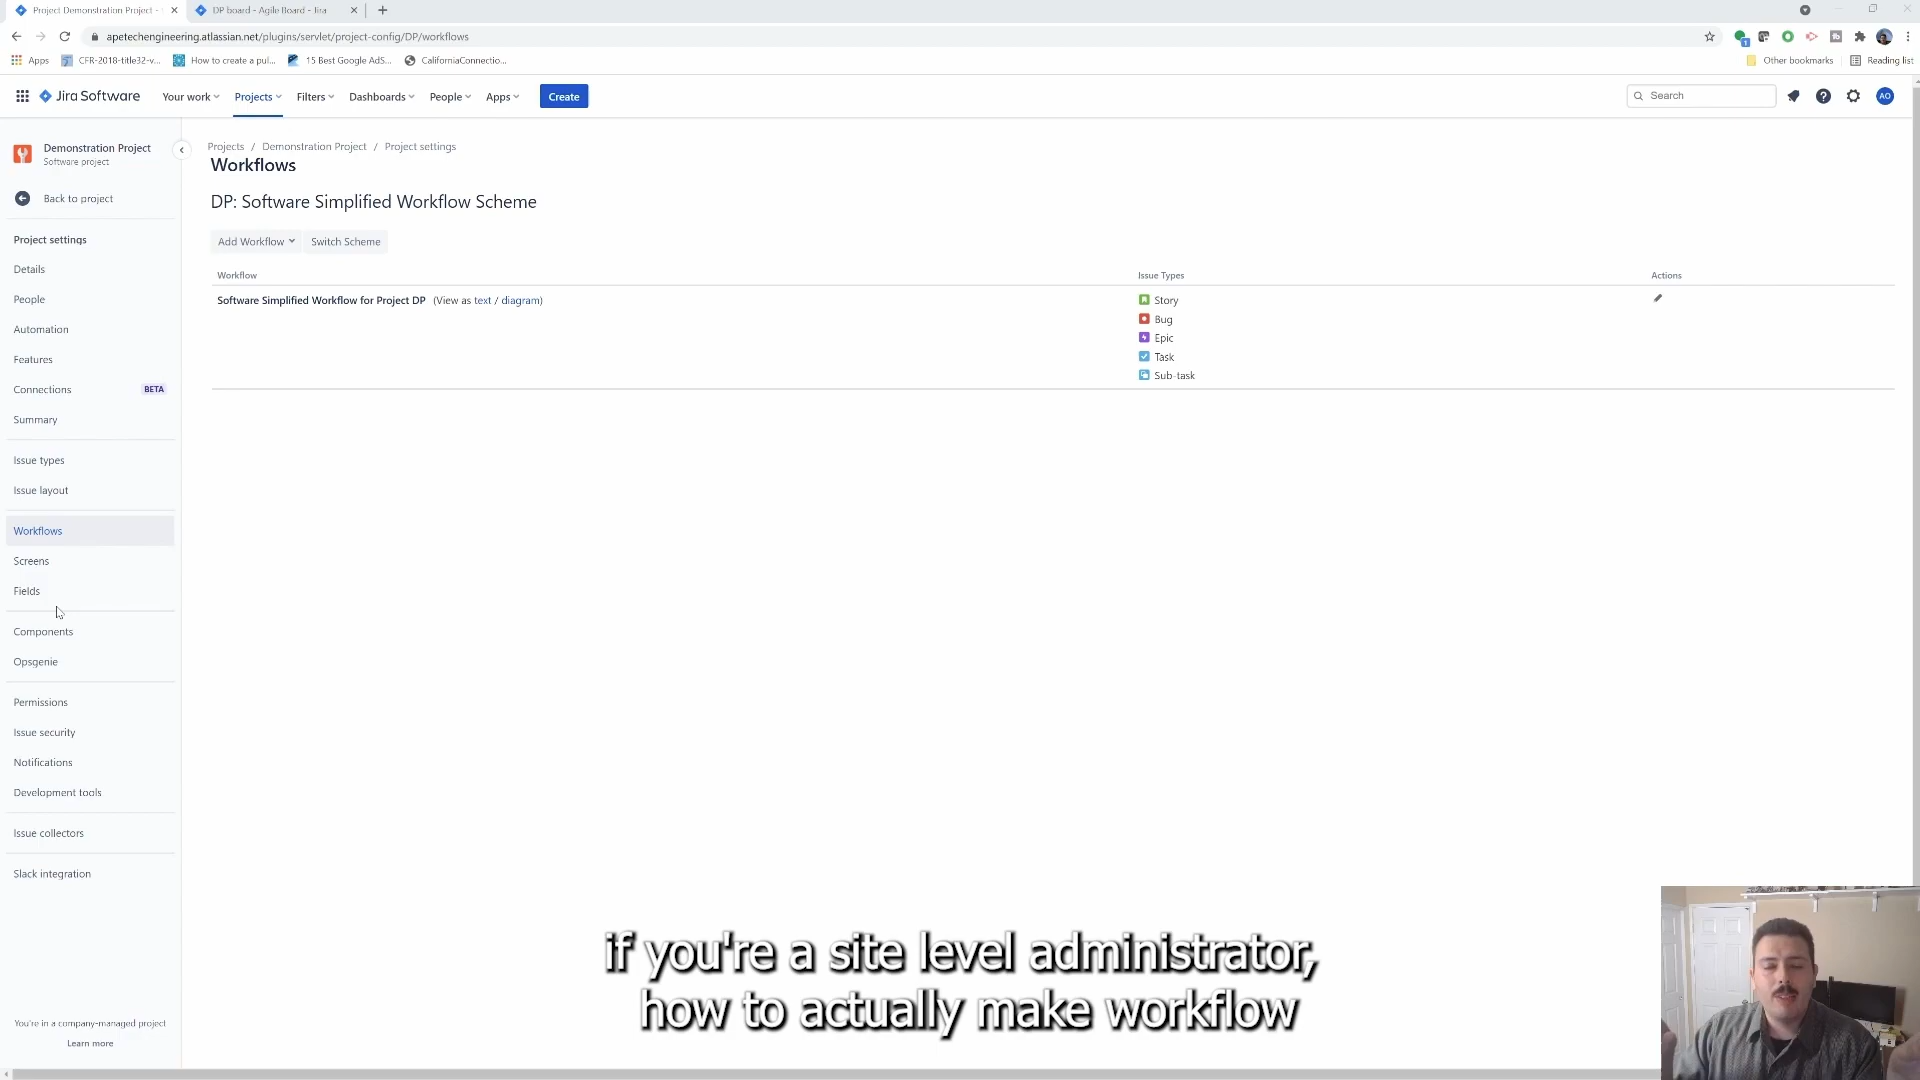 Project Demonstration Project -
DP board - Agile Board - Jira
apetechengineering.atlassian.net/plugins/servlet/project-config/DP/workflows
Apps
CFR-2018-title32-v...
How to create a pul...
15 Best Google AdS...
CaliforniaConnectio...
Other bookmarks
Reading list
Jira Software
Your work
Projects
Filters
Dashboards
People
Apps
Create
Search
AO
Demonstration Project
Software project
Back to project
Project settings
Details
People
Automation
Features
Connections BETA
Summary
Issue types
Issue layout
Workflows
Screens
Fields
Components
Opsgenie
Permissions
Issue security
Notifications
Development tools
Issue collectors
Slack integration
You're in a company-managed project
Learn more
Projects / Demonstration Project / Project settings
Workflows
DP: Software Simplified Workflow Scheme
Add Workflow
Switch Scheme
Workflow
Issue Types
Actions
Software Simplified Workflow for Project DP (View as text / diagram)
Story
Bug
Epic
Task
Sub-task
if you're a site level administrator,
how to actually make workflow